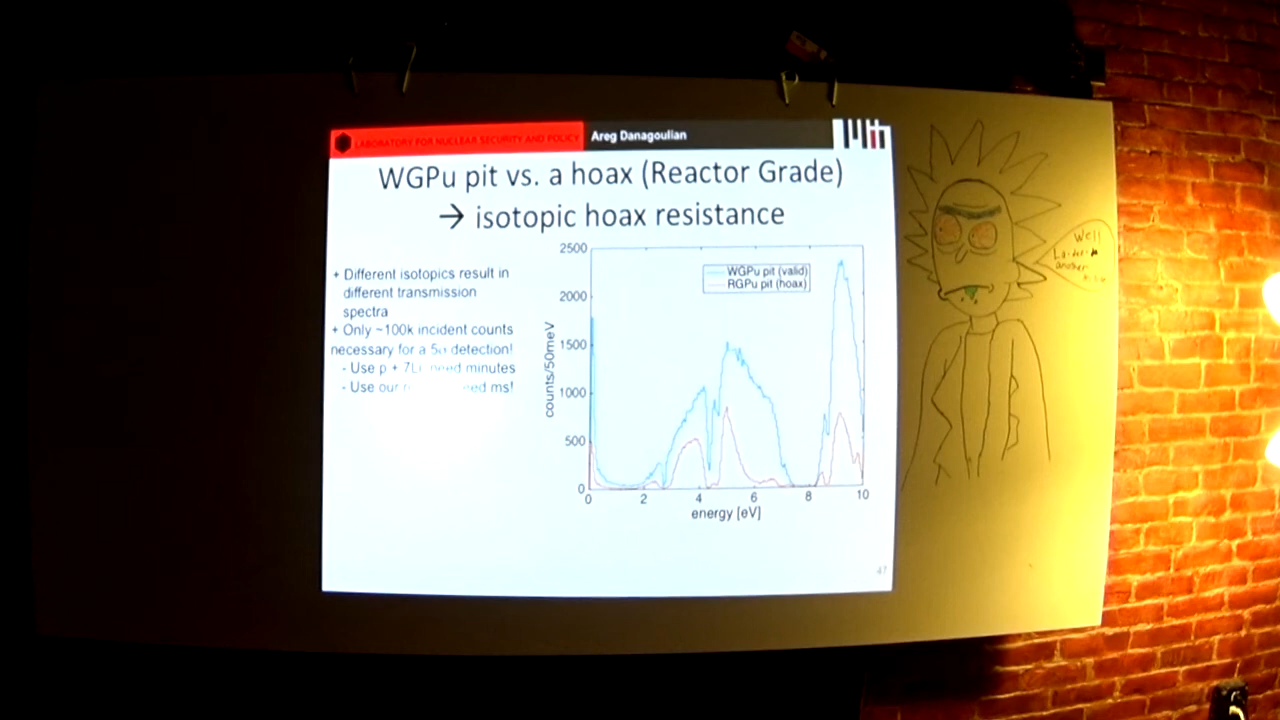 LABORATORY FOR NUCLEAR SECURITY AND POLICY
Areg Danagoulian
WGPu pit vs. a hoax (Reactor Grade)
→ isotopic hoax resistance
+ Different isotopics result in
different transmission
spectra
+ Only ~100k incident counts
necessary for a 5σ detection!
- Use p + 7Li need minutes
- Use our need ms!
2500
2000
1500
1000
500
0
counts/50meV
WGPu pit (valid)
RGPu pit (hoax)
0 2 4 6 8 10
energy [eV]
47
Well
another